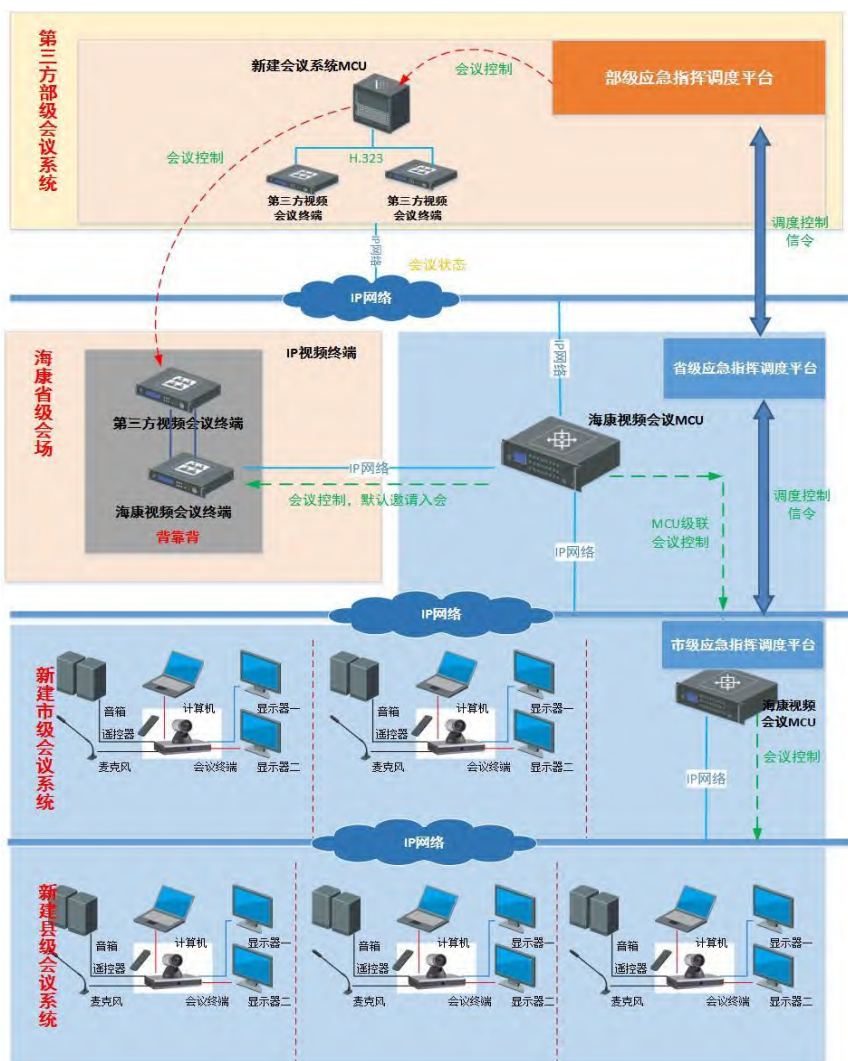 第三方部级会议系统
新建会议系统MCU
会议控制
部级应急指挥调度平台
会议控制
H.323
第三方视频
会议终端
第三方视频
会议终端
调度控制
信令
IP网络
会议状态
IP网络
海康省级会场
IP视频终端
IP网络
省级应急指挥调度平台
第三方视频会议终端
海康视频会议MCU
IP网络
海康视频会议终端
会议控制，默认邀请入会
背靠背
调度控制
信令
MCU级联
会议控制
IP网络
IP网络
新建市级会议系统
市级应急指挥调度平台
音箱
计算机
显示器一
遥控器
麦克风
会议终端
显示器二
音箱
计算机
显示器一
遥控器
麦克风
会议终端
显示器二
海康视频
会议MCU
IP网络
会议控制
IP网络
新建县级会议系统
音箱
计算机
显示器一
遥控器
麦克风
会议终端
显示器二
音箱
计算机
显示器一
遥控器
麦克风
会议终端
显示器二
音箱
计算机
显示器一
遥控器
麦克风
会议终端
显示器二